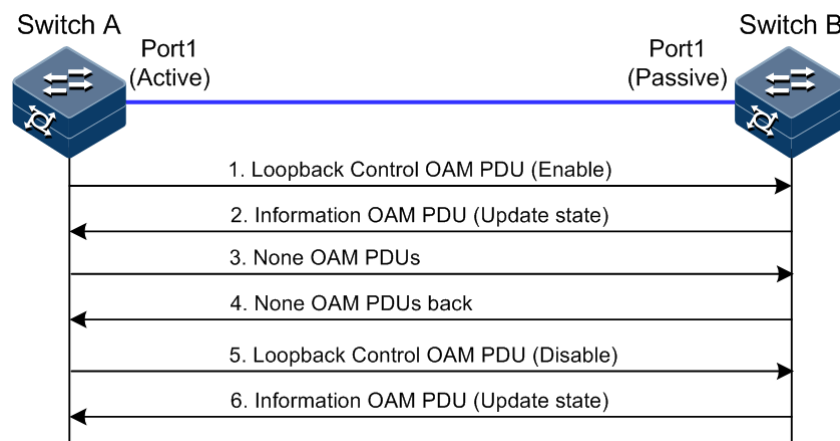 Switch A
Switch B
Port1
(Active)
Port1
(Passive)
1. Loopback Control OAM PDU (Enable)
2. Information OAM PDU (Update state)
3. None OAM PDUs
4. None OAM PDUs back
5. Loopback Control OAM PDU (Disable)
6. Information OAM PDU (Update state)